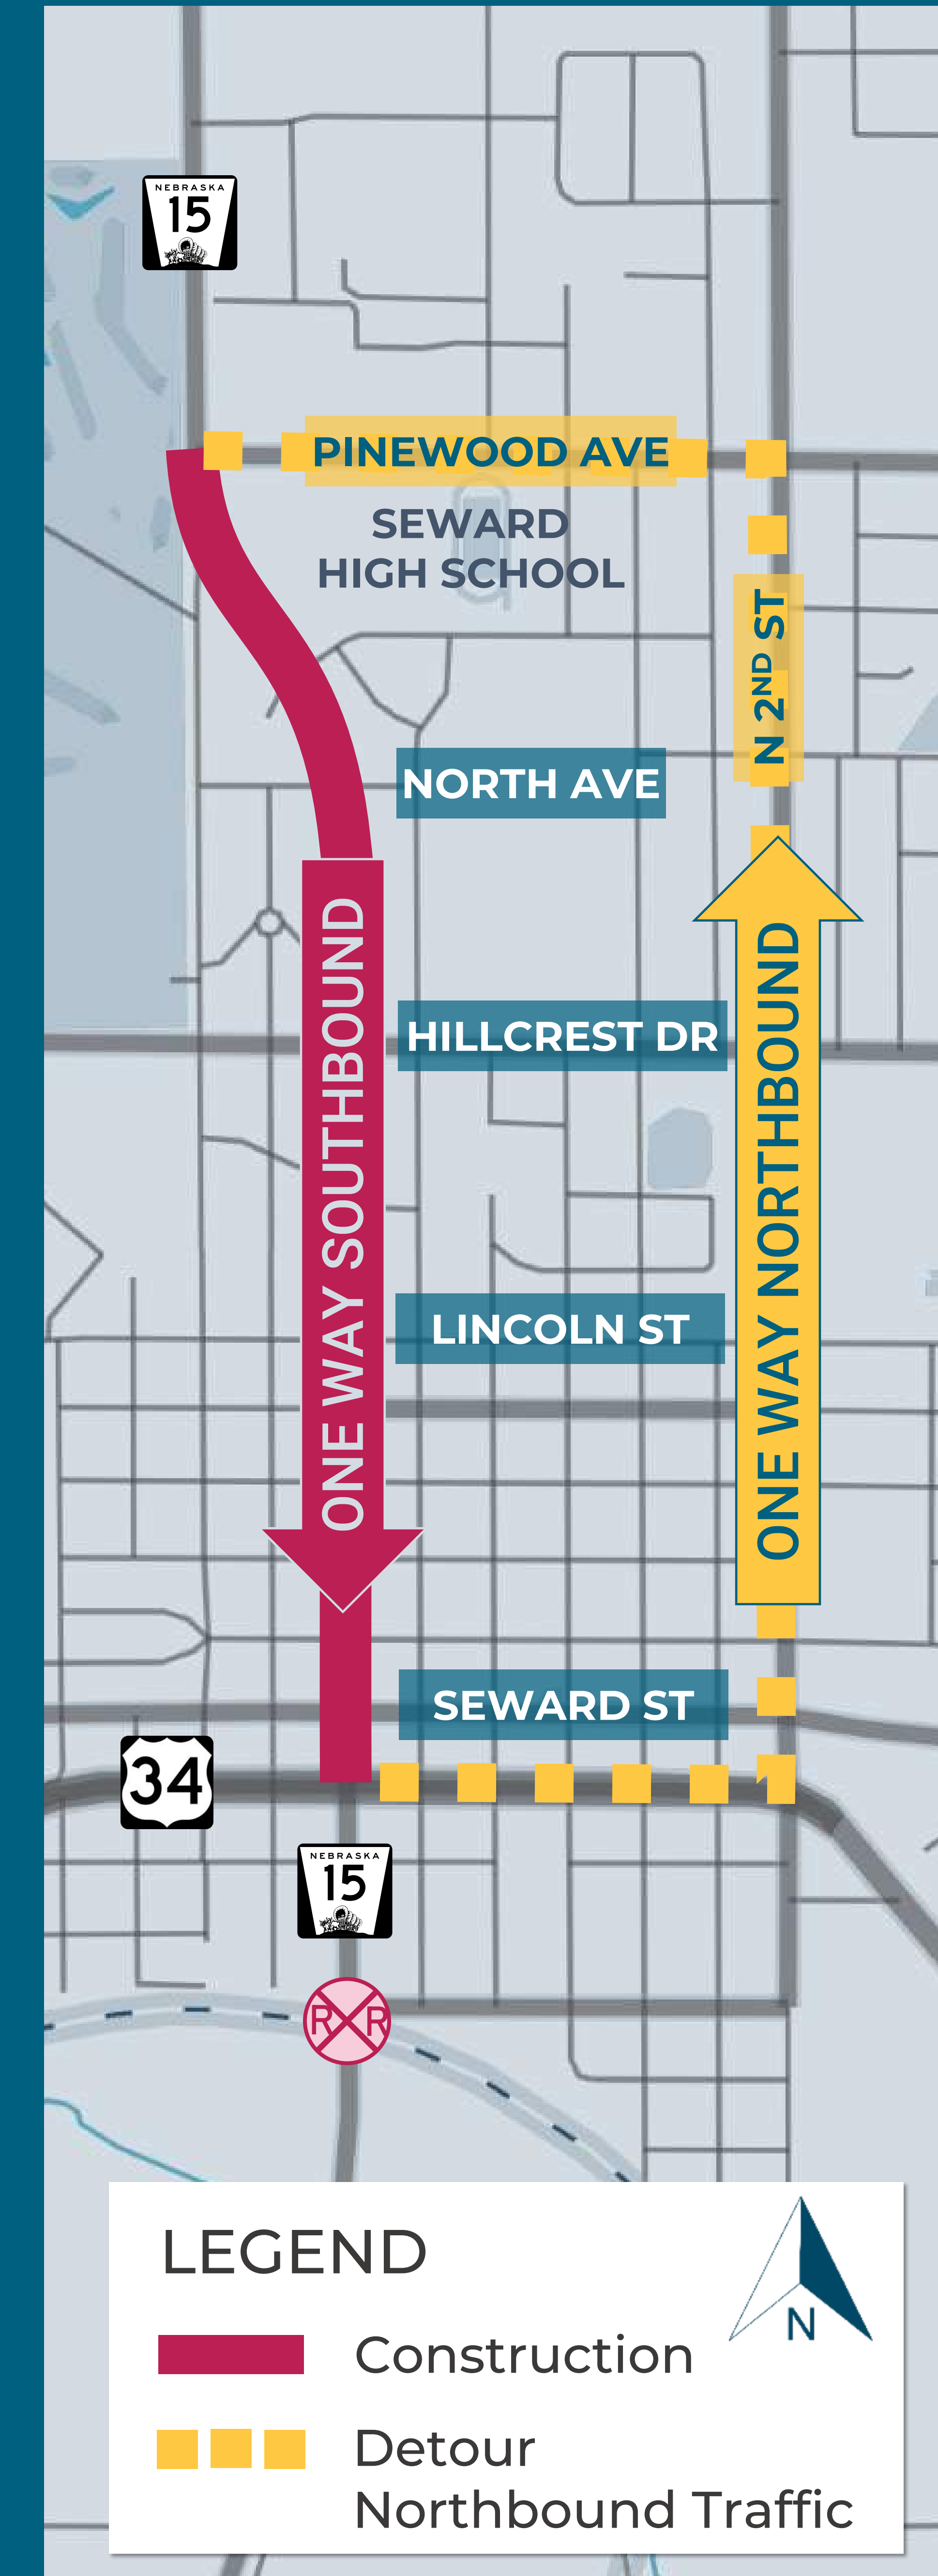 NEBRASKA
15
PINEWOOD AVE
SEWARD
HIGH SCHOOL
N 2ND ST
NORTH AVE
ONE WAY SOUTHBOUND
ONE WAY NORTHBOUND
HILLCREST DR
LINCOLN ST
SEWARD ST
34
NEBRASKA
15
R R
LEGEND
N
Construction
Detour
Northbound Traffic